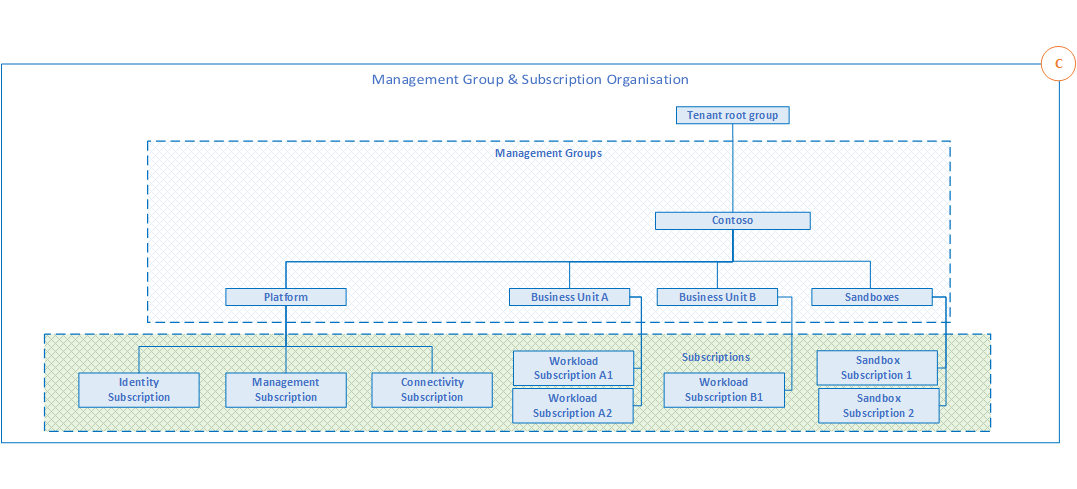 C
Management Group & Subscription Organisation
Tenant root group
Management Groups
Contoso
Platform
Business Unit A
Business Unit B
Sandboxes
Subscriptions
Identity
Subscription
Management
Subscription
Connectivity
Subscription
Workload
Subscription A1
Workload
Subscription A2
Workload
Subscription B1
Sandbox
Subscription 1
Sandbox
Subscription 2